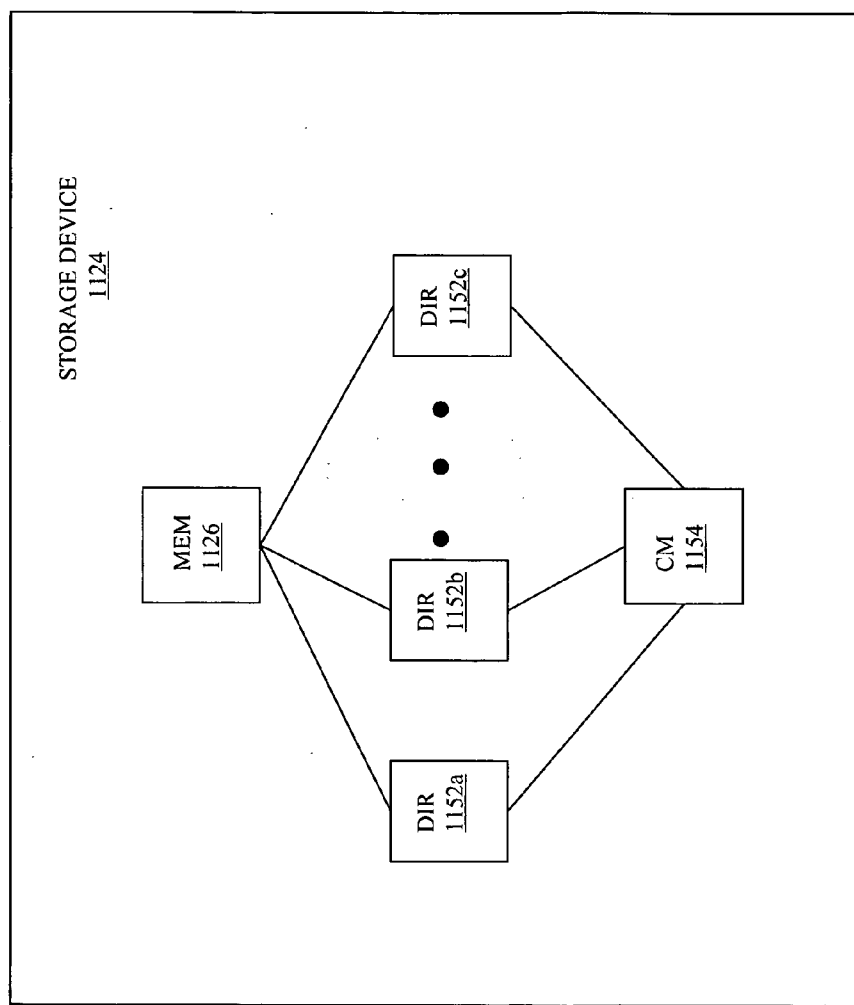 STORAGE DEVICE
1124
MEM
1126
DIR
1152a
DIR
1152b
DIR
1152c
CM
1154